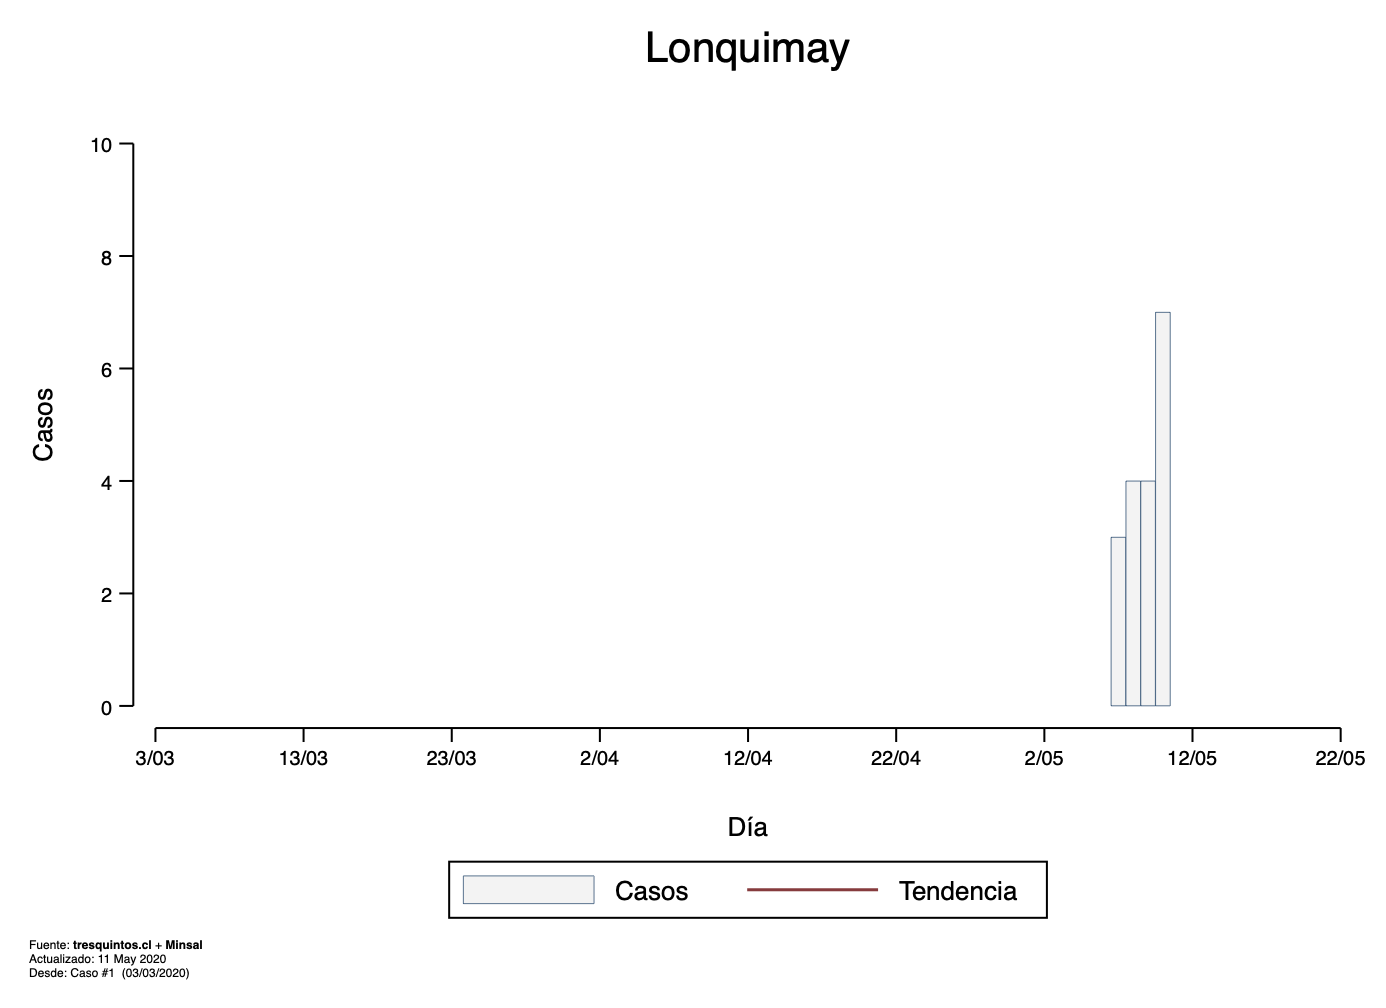 Lonquimay
10
8
6
4
2
0
Casos
3/03 13/03 23/03 2/04 12/04 22/04 2/05 12/05 22/05
Día
Casos Tendencia
Fuente: tresquintos.cl + Minsal
Actualizado: 11 May 2020
Desde: Caso #1 (03/03/2020)